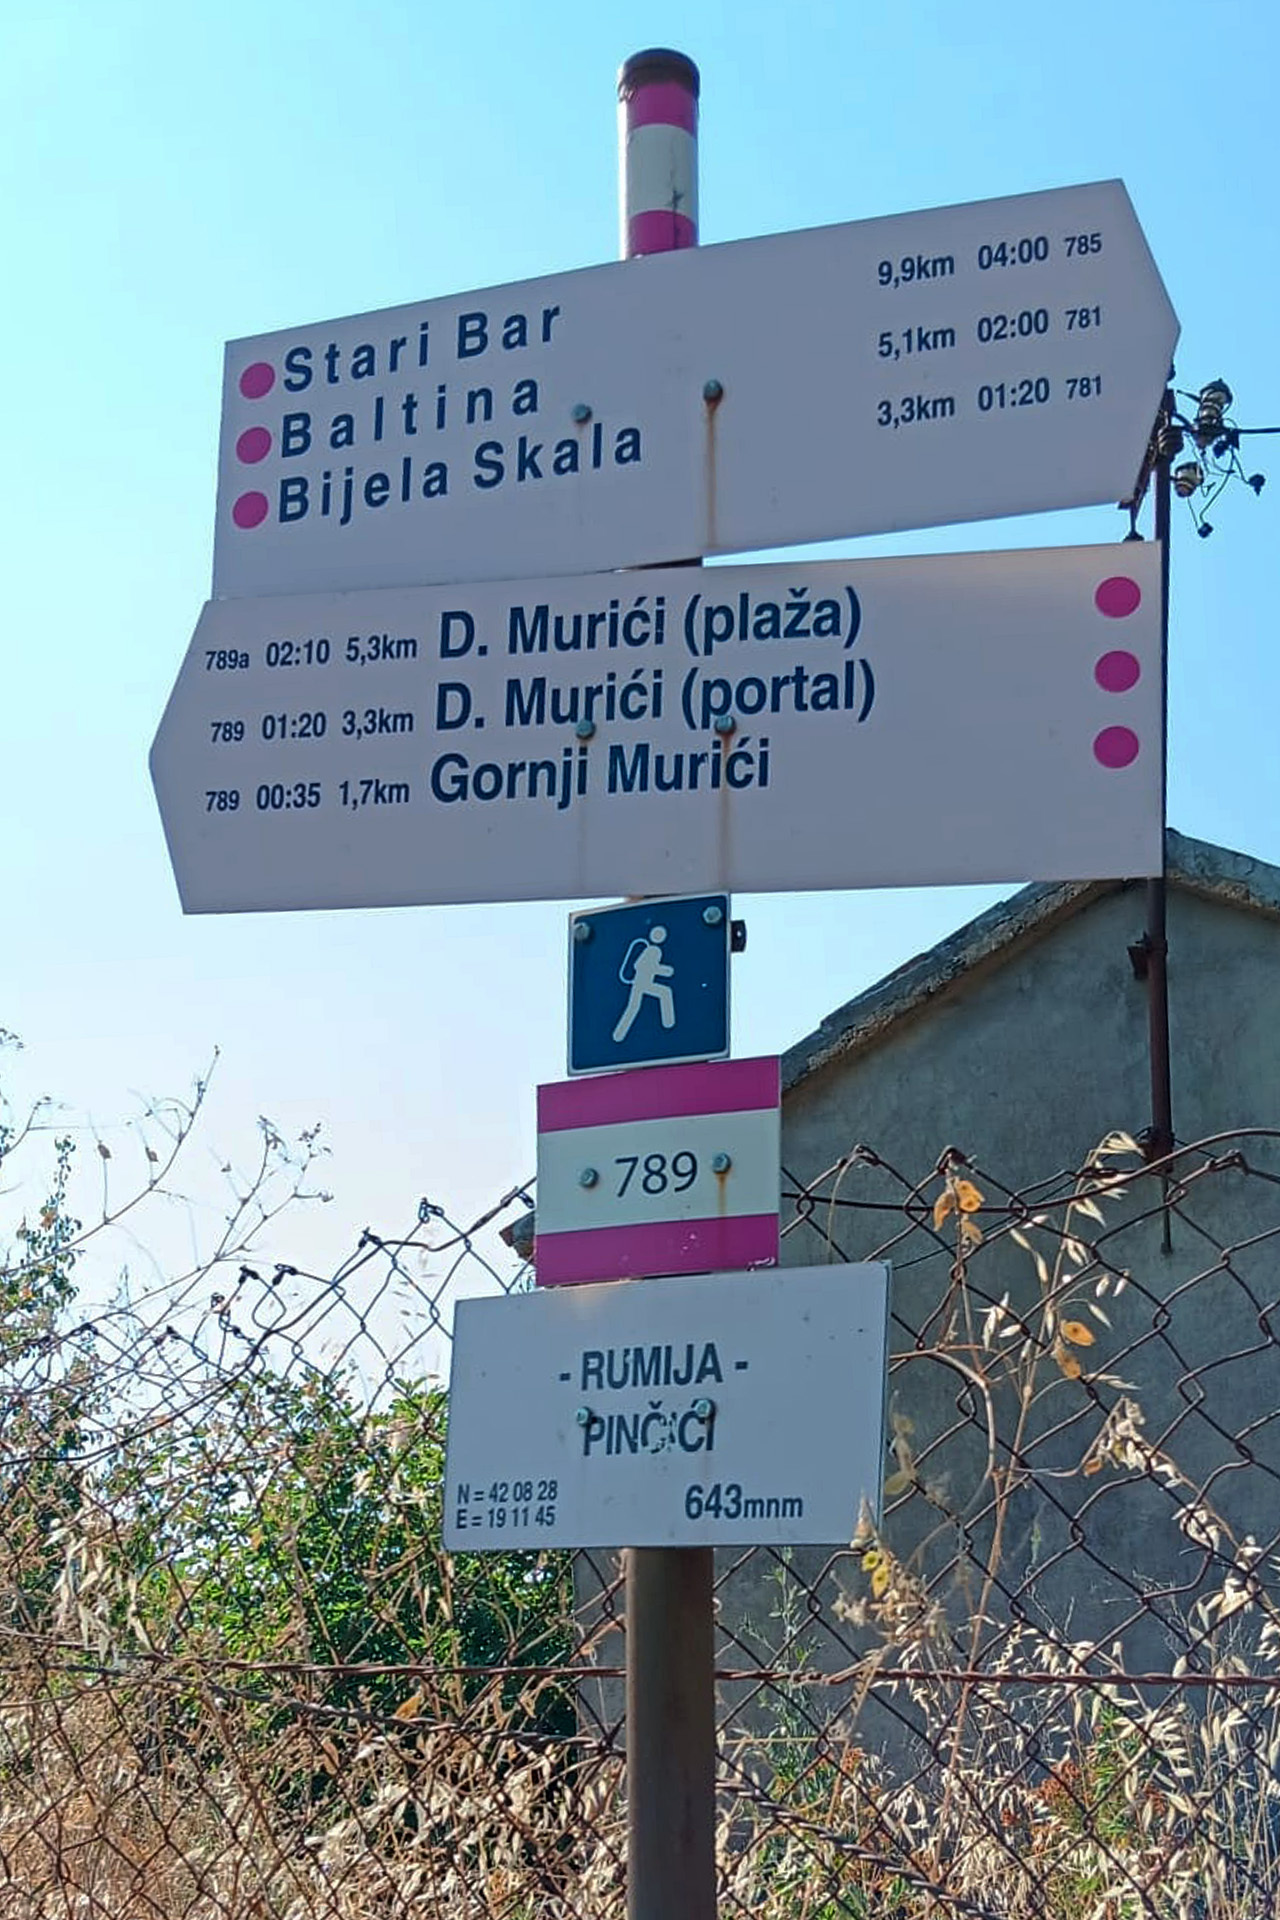 Stari Bar 9,9km 04:00 785
Baltina 5,1km 02:00 781
Bijela Skala 3,3km 01:20 781
789a 02:10 5,3km D. Murići (plaža)
789 01:20 3,3km D. Murići (portal)
789 00:35 1,7km Gornji Murići
789
- RUMIJA -
PINČIĆI
N = 42 08 28
E = 19 11 45
643mnm